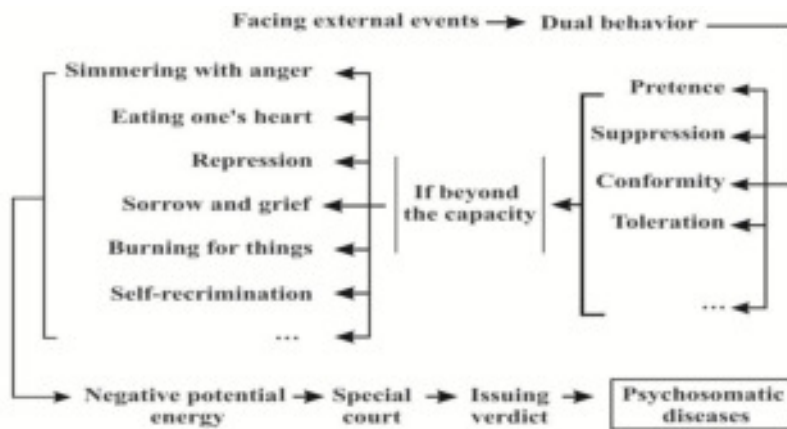 Facing external events Dual behavior
Simmering with anger
Eating one's heart
Repression
Sorrow and grief
Burning for things
Self-recrimination
...
If beyond
the capacity
Pretence
Suppression
Conformity
Toleration
...
Negative potential
energy
Special
court
Issuing
verdict
Psychosomatic
diseases